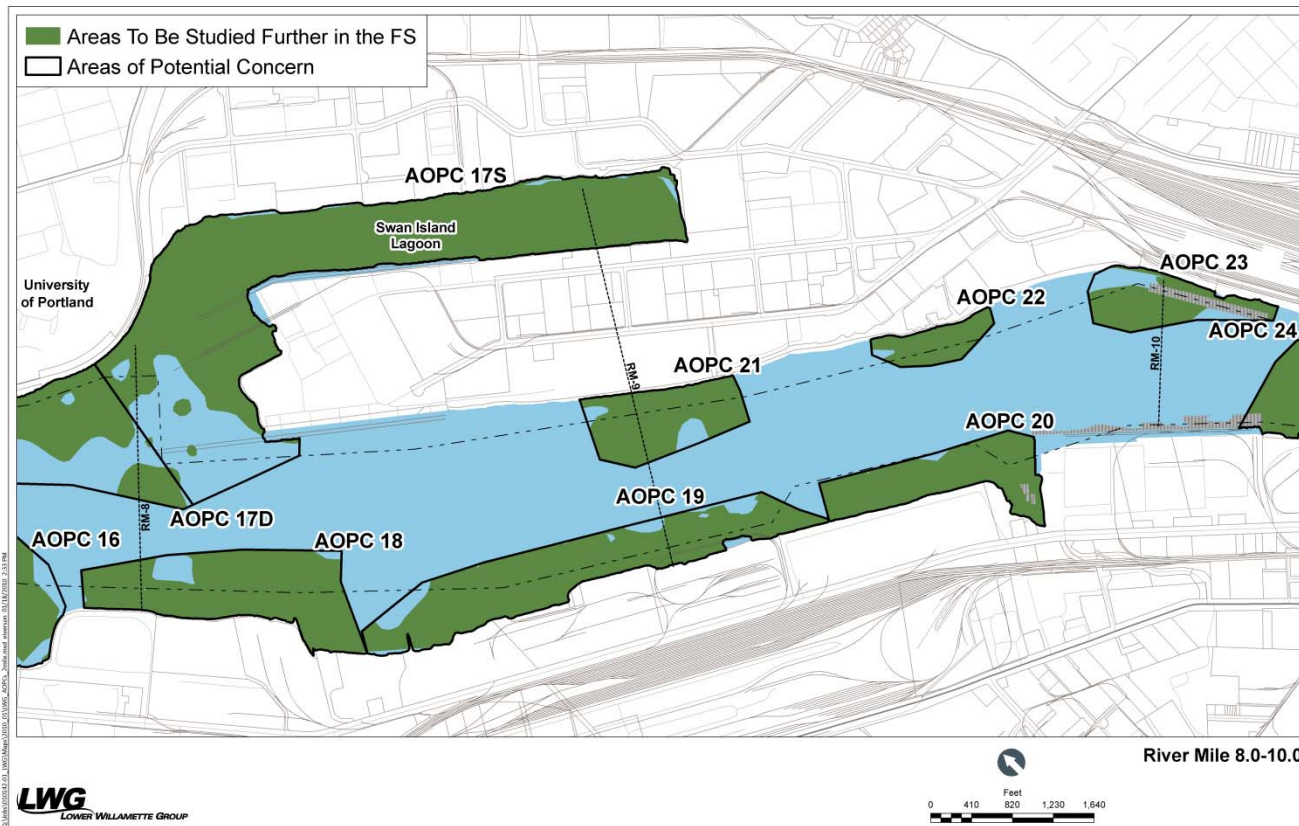 Areas To Be Studied Further in the FS
Areas of Potential Concern
AOPC 17S
Swan Island
Lagoon
University
of Portland
AOPC 23
AOPC 22
AOPC 24
RM-10
AOPC 21
RM-9
AOPC 20
AOPC 19
AOPC 17D
RM-8
AOPC 16
AOPC 18
River Mile 8.0-10.0
Feet
0 410 820 1,230 1,640
LWG
LOWER WILLAMETTE GROUP